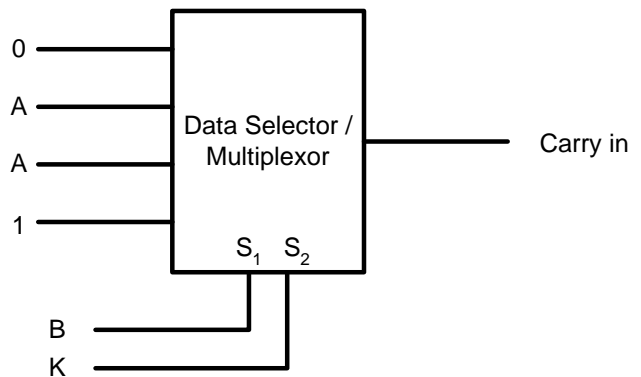 0
A
A
1
Data Selector /
Multiplexor
Carry in
S₁ S₂
B
K